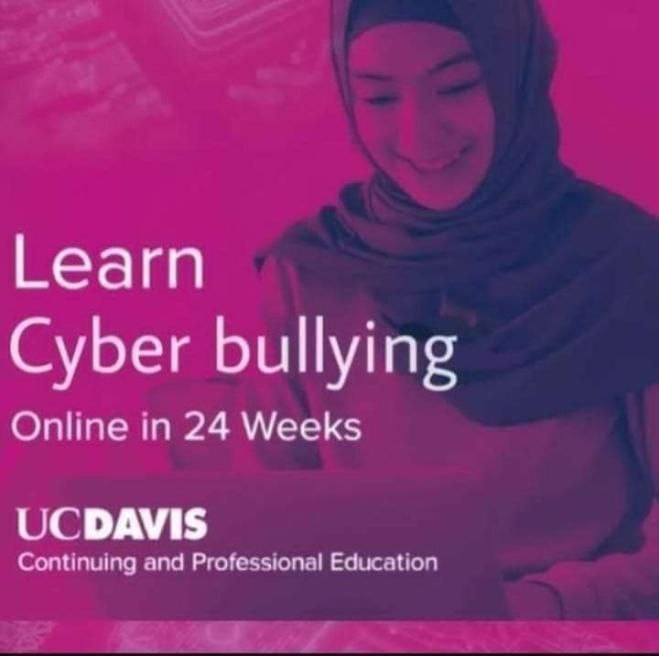 Learn
Cyber bullying
Online in 24 Weeks
UCDAVIS
Continuing and Professional Education